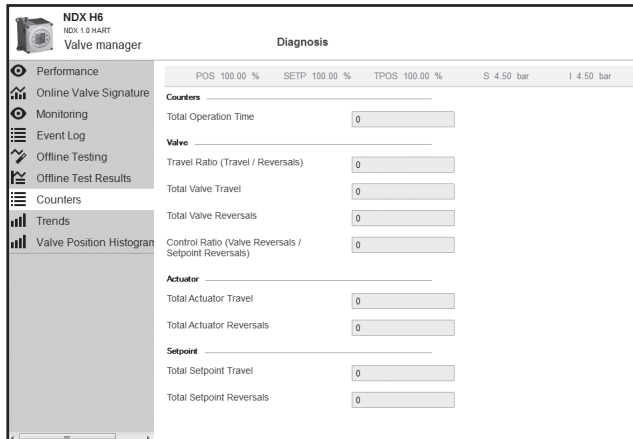 NDX H6
NDX 1.0 HART
Valve manager
Diagnosis
Performance
Online Valve Signature
Monitoring
Event Log
Offline Testing
Offline Test Results
Counters
Trends
Valve Position Histogram
POS 100.00 % SETP 100.00 % TPOS 100.00 % S 4.50 bar I 4.50 bar
Counters
Total Operation Time 0
Valve
Travel Ratio (Travel / Reversals) 0
Total Valve Travel 0
Total Valve Reversals 0
Control Ratio (Valve Reversals / 0
Setpoint Reversals)
Actuator
Total Actuator Travel 0
Total Actuator Reversals 0
Setpoint
Total Setpoint Travel 0
Total Setpoint Reversals 0